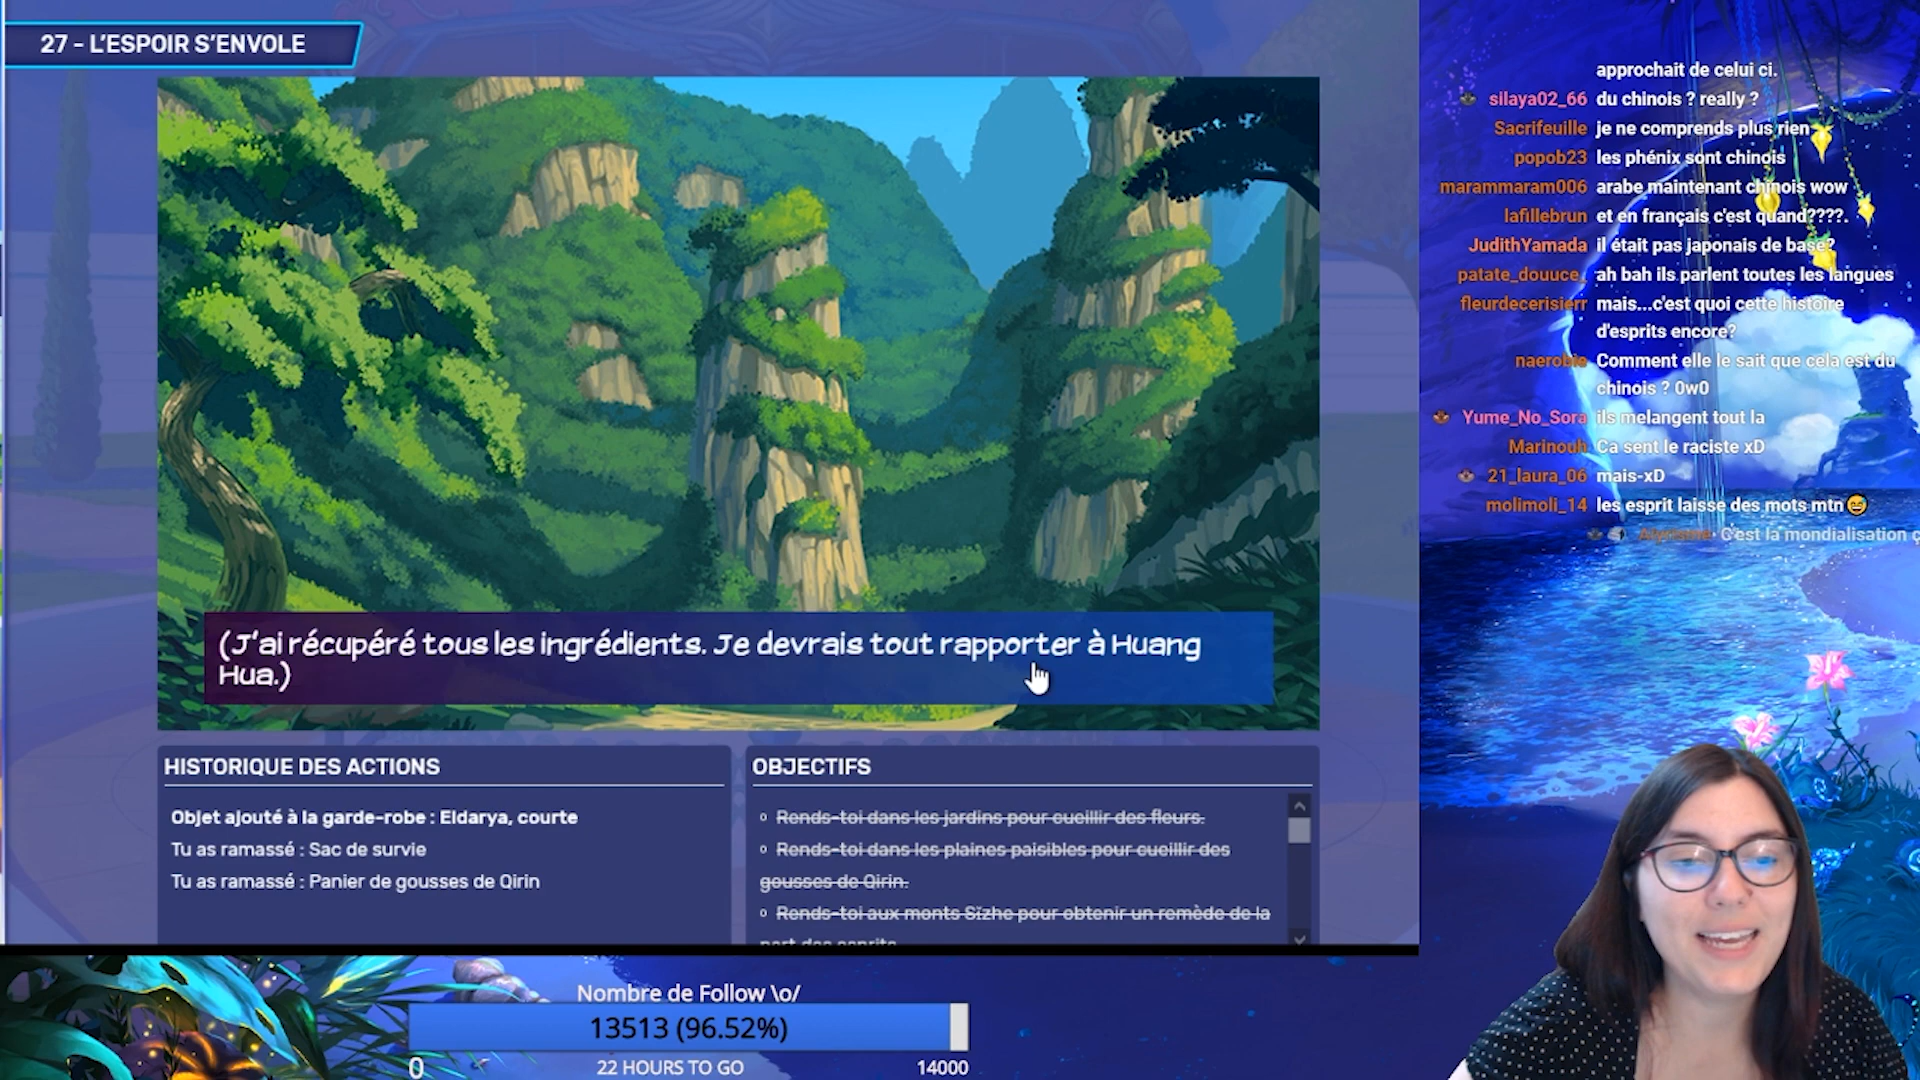 27 - L'ESPOIR S'ENVOLE
(J'ai récupéré tous les ingrédients. Je devrais tout rapporter à Huang
Hua.)
HISTORIQUE DES ACTIONS
Objet ajouté à la garde-robe : Eldarya, courte
Tu as ramassé : Sac de survie
Tu as ramassé : Panier de gousses de Qirin
OBJECTIFS
Rends-toi dans les jardins pour cueillir des fleurs.
Rends-toi dans les plaines paisibles pour cueillir des
gousses de Qirin.
Rends-toi aux monts Sïzhe pour obtenir un remède de la
part des esprits
Nombre de Follow \o/
13513 (96.52%)
0
22 HOURS TO GO
14000
approchait de celui ci.
silaya02_66 du chinois ? really ?
Sacrifeuille je ne comprends plus rien
popob23 les phénix sont chinois
marammaram006 arabe maintenant chinois wow
lafillebrun et en français c'est quand????.
JudithYamada il était pas japonais de base?
patate_douuce_ ah bah ils parlent toutes les langues
fleurdecerisierr mais...c'est quoi cette histoire
d'esprits encore?
naerobie Comment elle le sait que cela est du
chinois ? 0w0
Yume_No_Sora ils melangent tout la
Marinouh Ca sent le raciste xD
21_laura_06 mais-xD
molimoli_14 les esprit laisse des mots mtn 😅
C'est la mondialisation ç